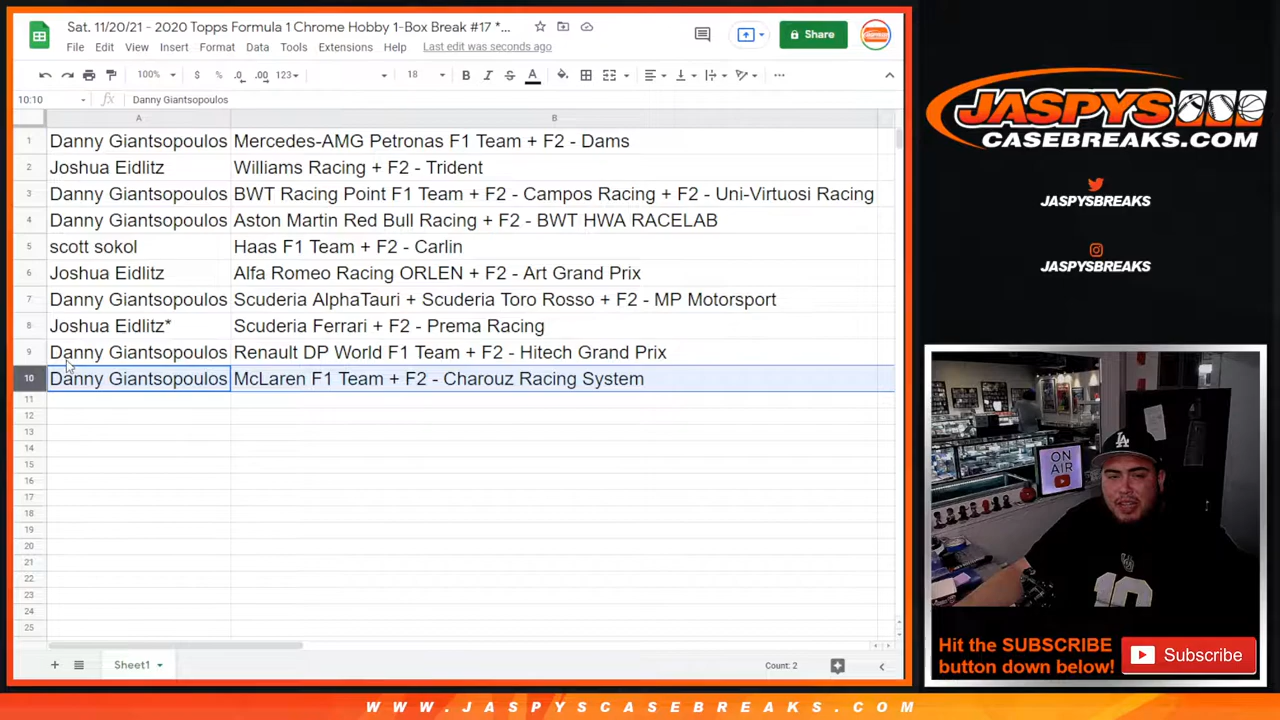 Sat. 11/20/21 - 2020 Topps Formula 1 Chrome Hobby 1-Box Break #17 *...
File Edit View Insert Format Data Tools Extensions Help Last edit was seconds ago
Share
100% $ % .0 .00 123 18 B I S A
10:10 fx Danny Giantsopoulos
A B
1 Danny Giantsopoulos Mercedes-AMG Petronas F1 Team + F2 - Dams
2 Joshua Eidlitz Williams Racing + F2 - Trident
3 Danny Giantsopoulos BWT Racing Point F1 Team + F2 - Campos Racing + F2 - Uni-Virtuosi Racing
4 Danny Giantsopoulos Aston Martin Red Bull Racing + F2 - BWT HWA RACELAB
5 scott sokol Haas F1 Team + F2 - Carlin
6 Joshua Eidlitz Alfa Romeo Racing ORLEN + F2 - Art Grand Prix
7 Danny Giantsopoulos Scuderia AlphaTauri + Scuderia Toro Rosso + F2 - MP Motorsport
8 Joshua Eidlitz* Scuderia Ferrari + F2 - Prema Racing
9 Danny Giantsopoulos Renault DP World F1 Team + F2 - Hitech Grand Prix
10 Danny Giantsopoulos McLaren F1 Team + F2 - Charouz Racing System
11
12
13
14
15
16
17
18
19
20
21
22
23
24
25
Sheet1
Count: 2
JASPYS
CASEBREAKS.COM
JASPYSBREAKS
JASPYSBREAKS
ON
AIR
LA
10
Hit the SUBSCRIBE
button down below!
Subscribe
WWW.JASPYSCASEBREAKS.COM